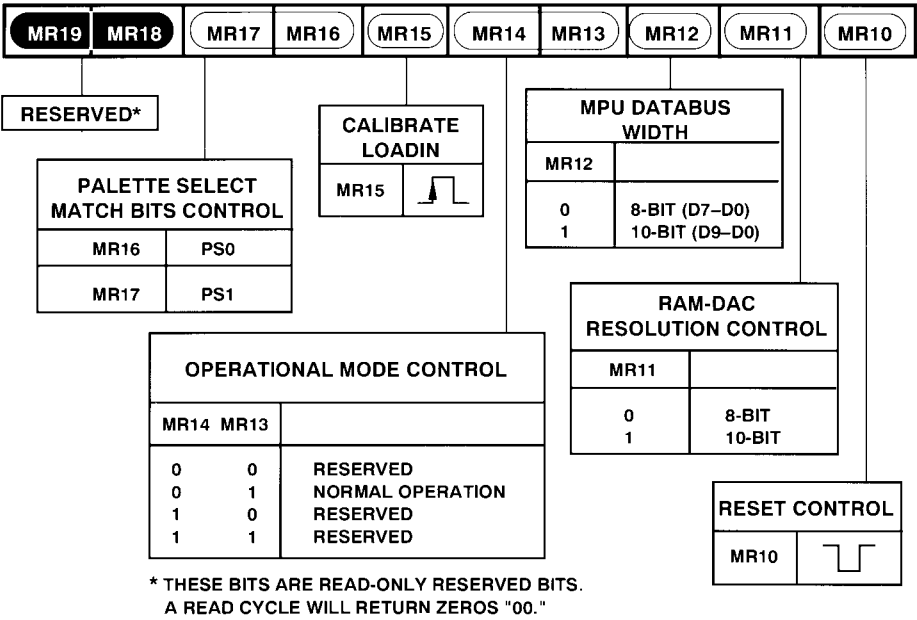 MR19 MR18 MR17 MR16 MR15 MR14 MR13 MR12 MR11 MR10
RESERVED*
PALETTE SELECT
MATCH BITS CONTROL
MR16 PS0
MR17 PS1
CALIBRATE
LOADIN
MR15
MPU DATABUS
WIDTH
MR12
0 8-BIT (D7–D0)
1 10-BIT (D9–D0)
OPERATIONAL MODE CONTROL
MR14 MR13
0 0 RESERVED
0 1 NORMAL OPERATION
1 0 RESERVED
1 1 RESERVED
RAM-DAC
RESOLUTION CONTROL
MR11
0 8-BIT
1 10-BIT
RESET CONTROL
MR10
* THESE BITS ARE READ-ONLY RESERVED BITS.
A READ CYCLE WILL RETURN ZEROS "00."